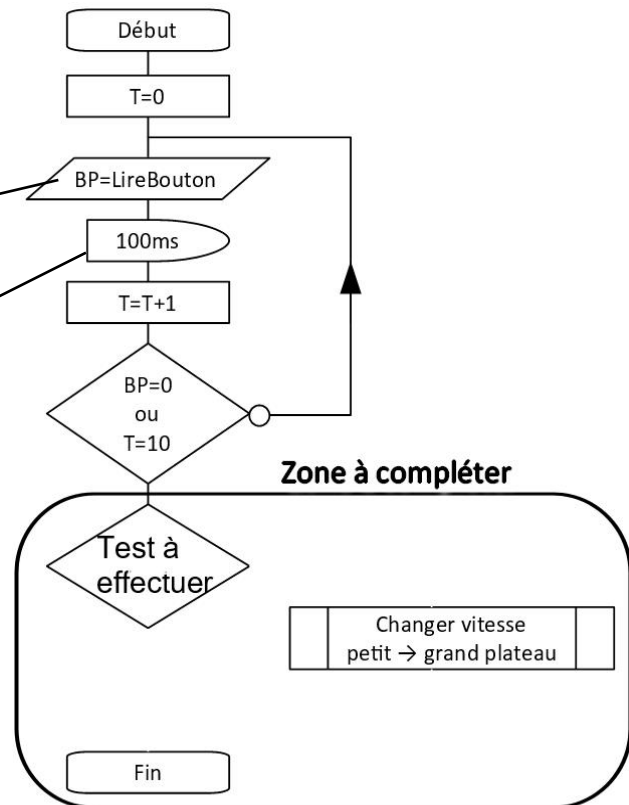 Début
T=0
BP=LireBouton
100ms
T=T+1
BP=0
ou
T=10
Zone à compléter
Test à
effectuer
Changer vitesse
petit → grand plateau
Fin